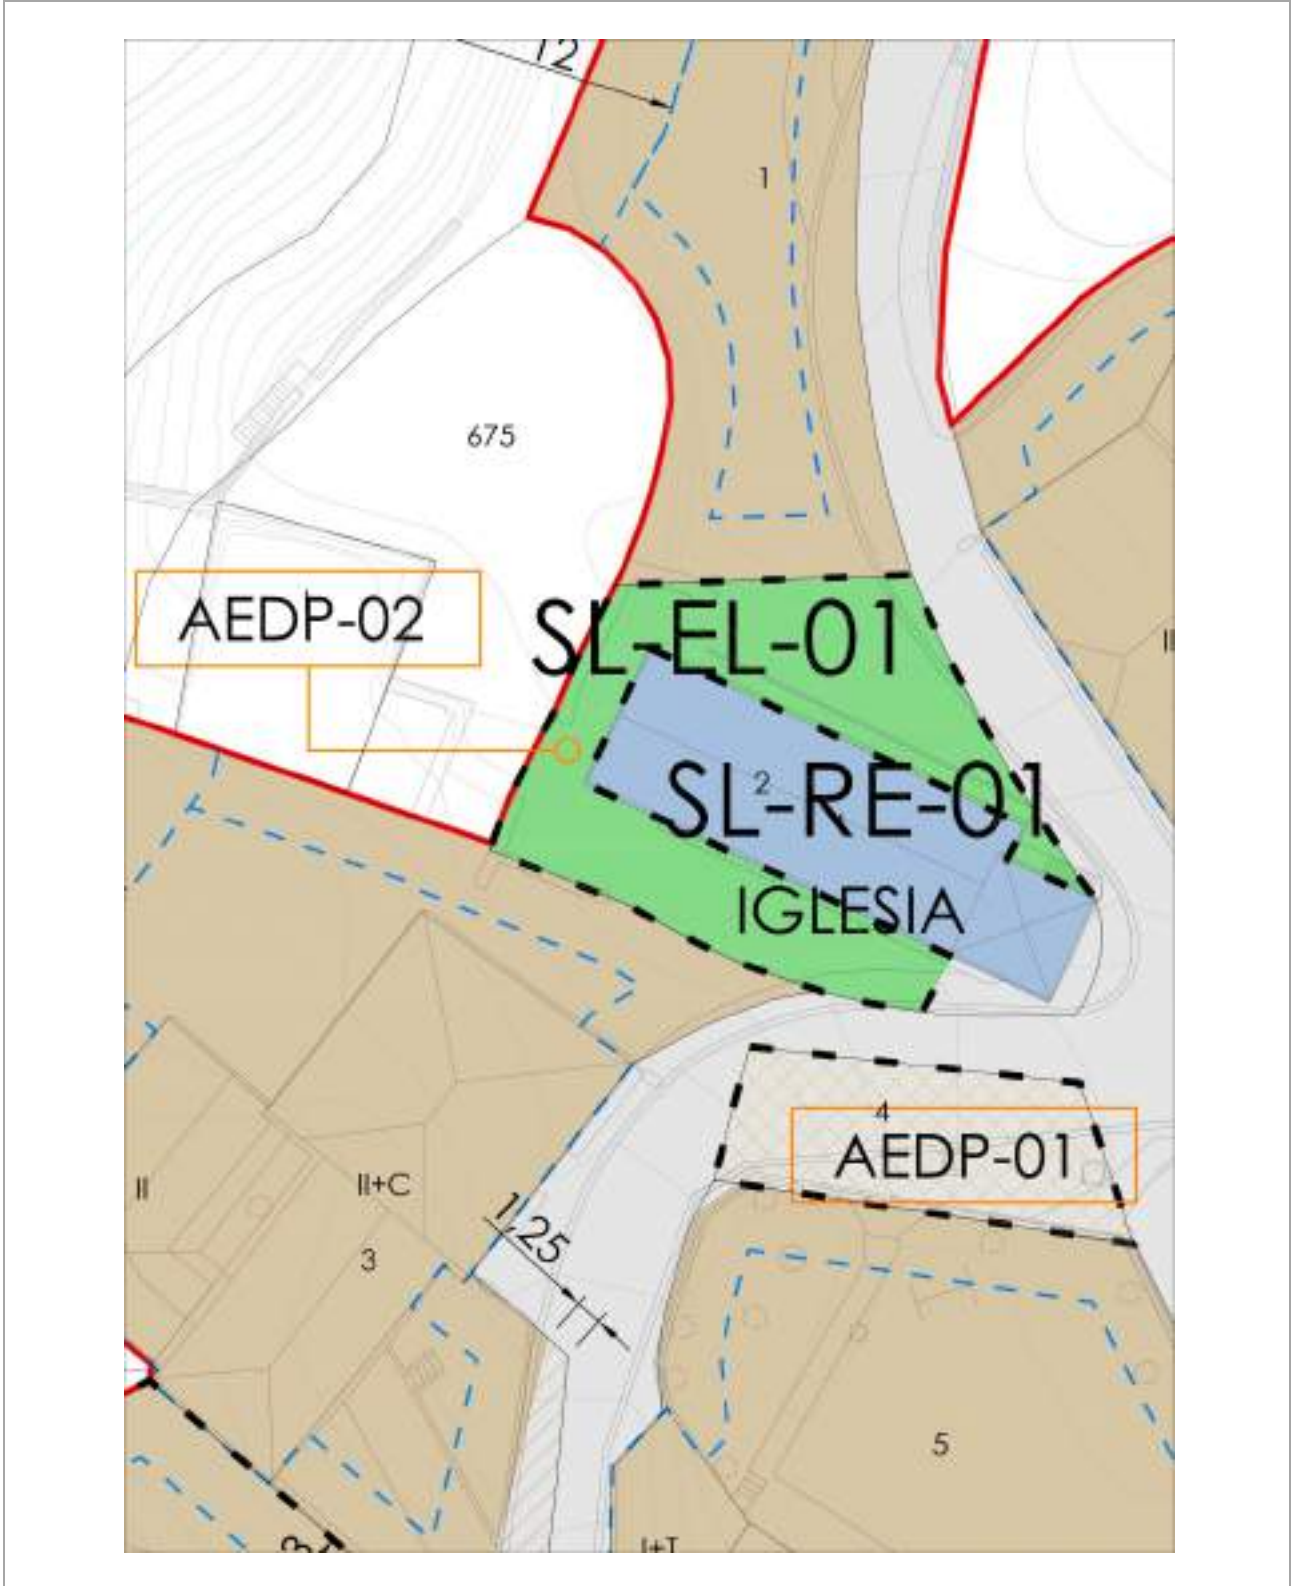 12
1
675
AEDP-02
SL-EL-01
II
2
SL-RE-01
IGLESIA
4
AEDP-01
II
II+C
1,25
3
5
I+T